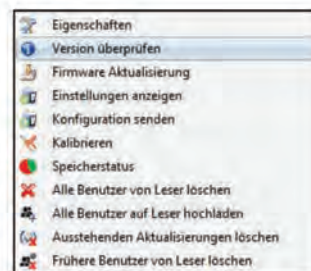 Eigenschaften
Version überprüfen
Firmware Aktualisierung
Einstellungen anzeigen
Konfiguration senden
Kalibrieren
Speicherstatus
Alle Benutzer von Leser löschen
Alle Benutzer auf Leser hochladen
Ausstehenden Aktualisierungen löschen
Frühere Benutzer von Leser löschen